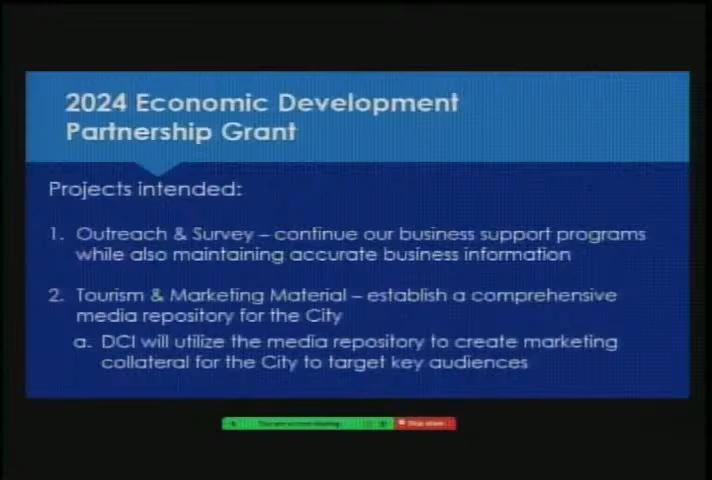 2024 Economic Development
Partnership Grant
Projects intended:
1. Outreach & Survey – continue our business support programs
while also maintaining accurate business information
2. Tourism & Marketing Material – establish a comprehensive
media repository for the City
a. DCI will utilize the media repository to create marketing
collateral for the City to target key audiences
Stop share